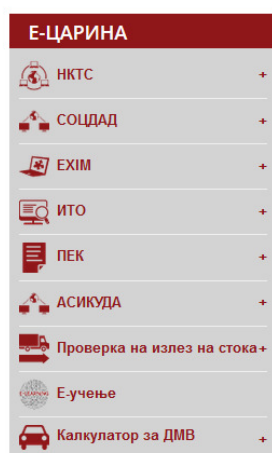 Е-ЦАРИНА
НКТС +
СОЦДАД +
EXIM +
ИТО +
ПЕК +
АСИКУДА +
Проверка на излез на стока+
Е-учење
Калкулатор за ДМВ +